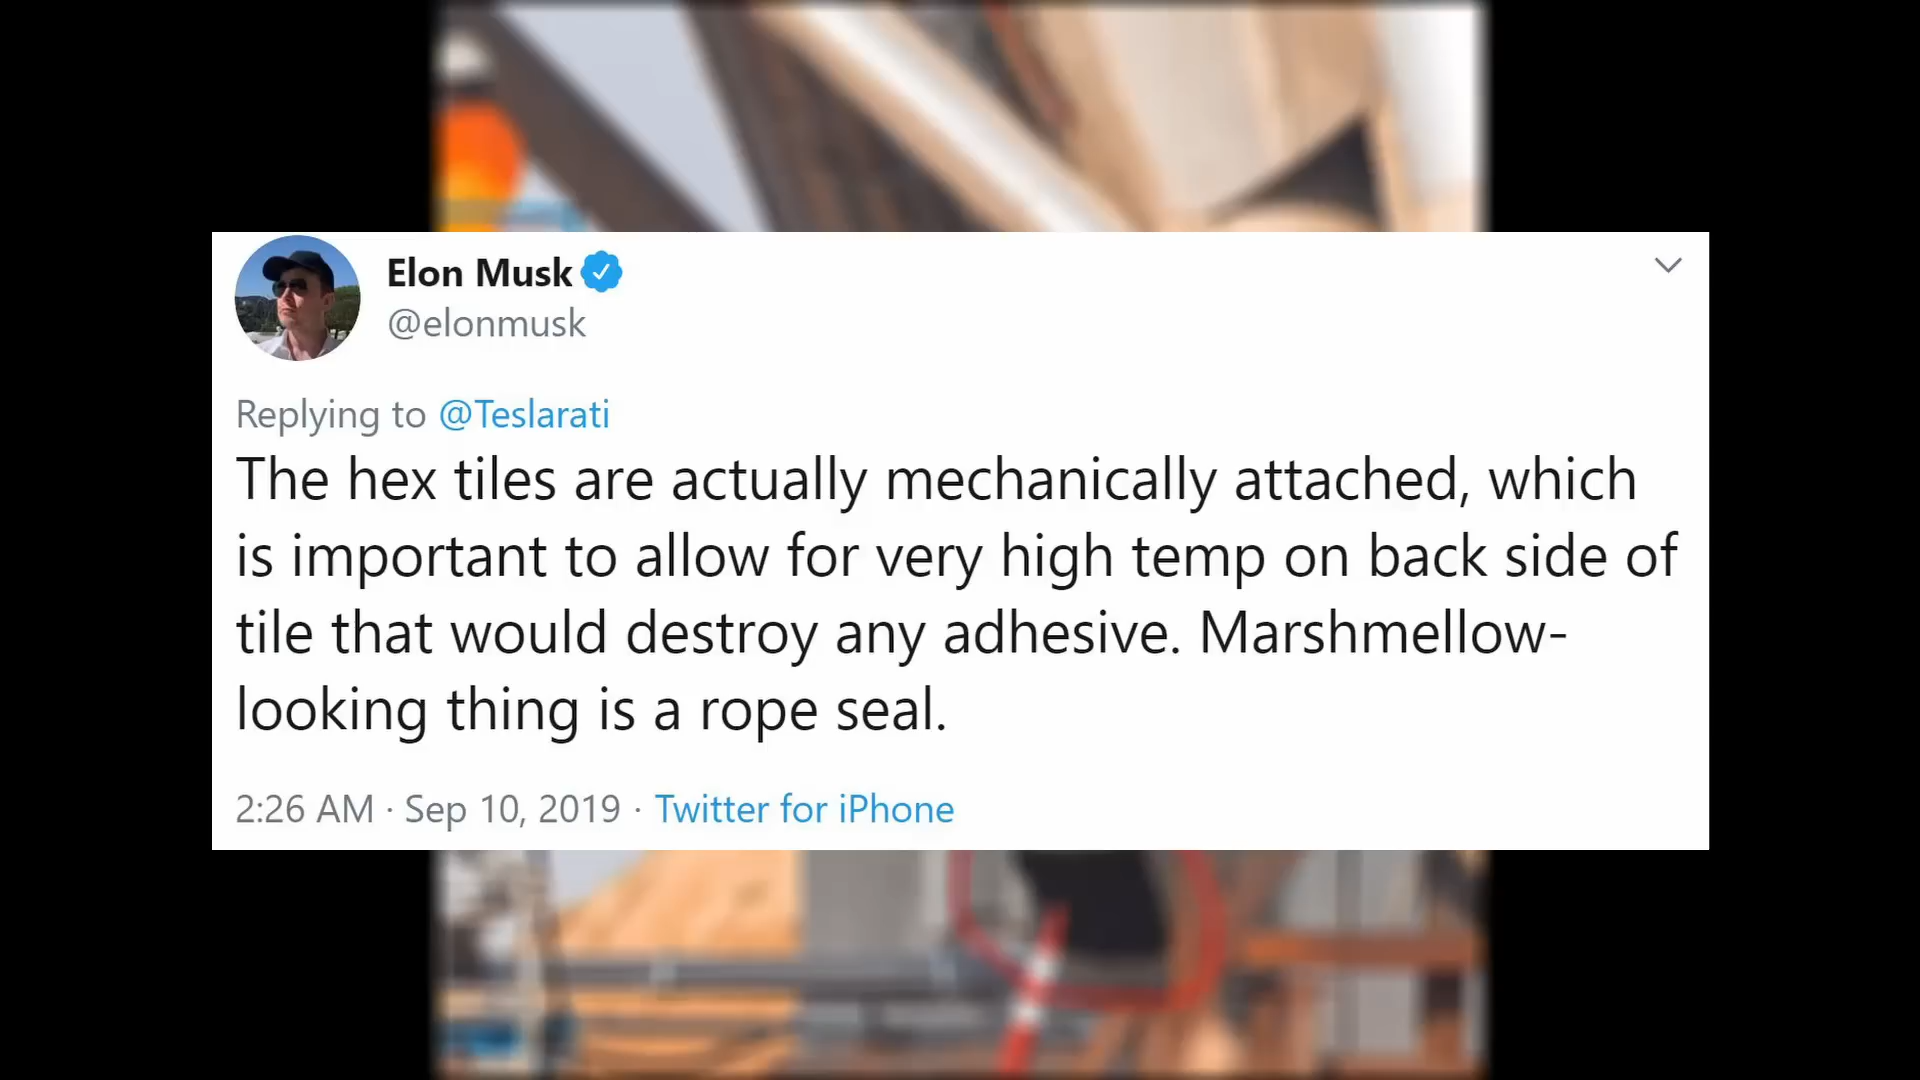 Elon Musk
@elonmusk
Replying to @Teslarati
The hex tiles are actually mechanically attached, which
is important to allow for very high temp on back side of
tile that would destroy any adhesive. Marshmellow-
looking thing is a rope seal.
2:26 AM · Sep 10, 2019 · Twitter for iPhone